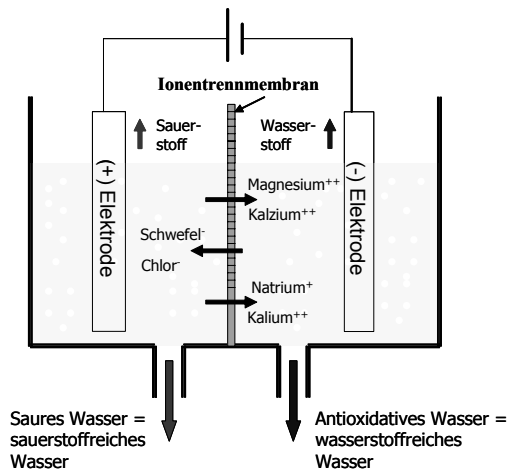 Ionentrennmembran
Sauer-
stoff
Wasser-
stoff
(+) Elektrode
(-) Elektrode
Magnesium++
Kalzium++
Schwefel-
Chlor-
Natrium+
Kalium++
Saures Wasser =
sauerstoffreiches
Wasser
Antioxidatives Wasser =
wasserstoffreiches
Wasser